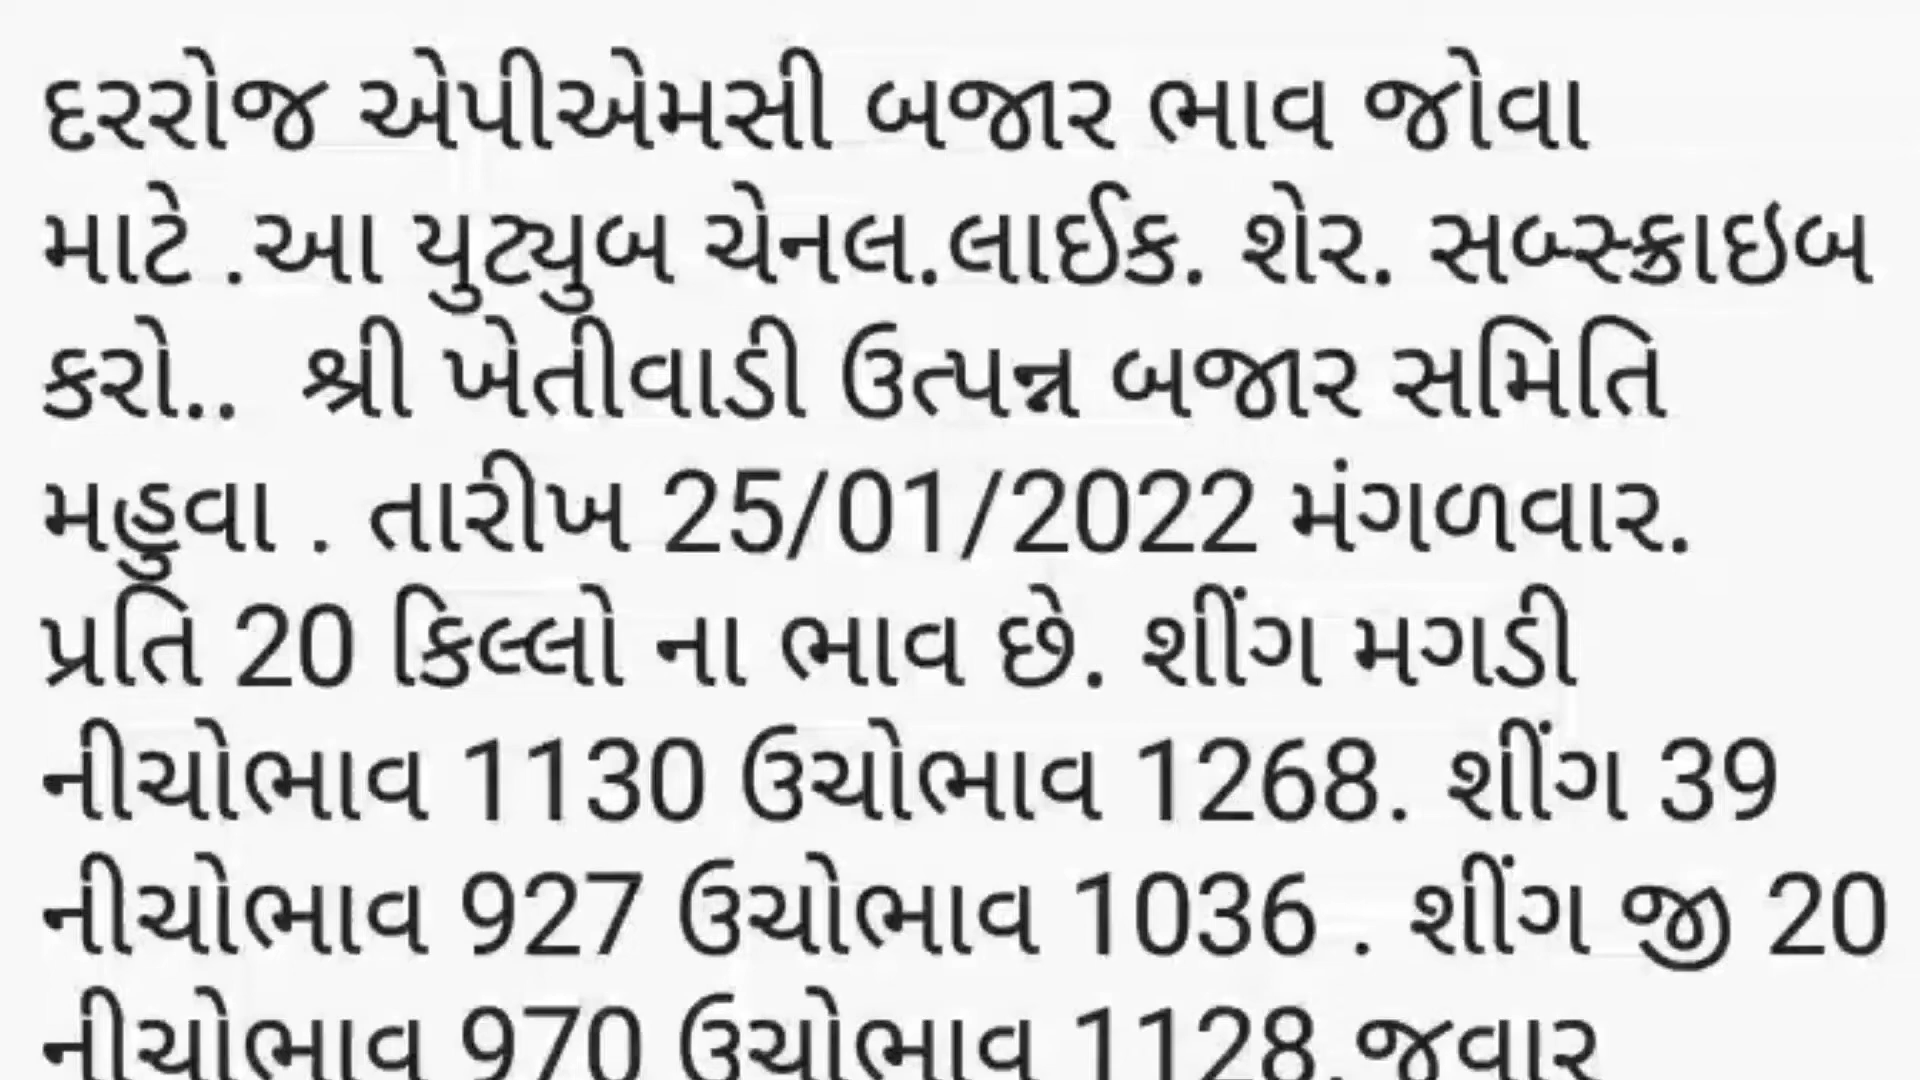 દરરોજ એપીએમસી બજાર ભાવ જોવા
માટે .આ યુટ્યુબ ચેનલ.લાઈક. શેર. સબ્સ્ક્રાઇબ
કરો..  શ્રી ખેતીવાડી ઉત્પન્ન બજાર સમિતિ
મહુવા . તારીખ 25/01/2022 મંગળવાર.
પ્રતિ 20 કિલ્લો ના ભાવ છે. શીંગ મગડી
નીચોભાવ 1130 ઉચોભાવ 1268. શીંગ 39
નીચોભાવ 927 ઉચોભાવ 1036 . શીંગ જી 20
નીચોભાવ 970 ઉચોભાવ 1128.જવાર